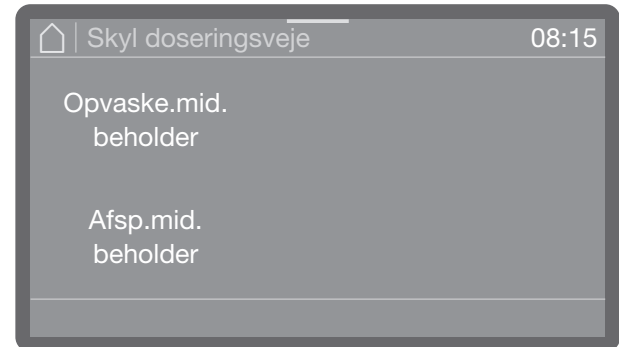 Skyl doseringsveje 08:15
Opvaske.mid.
beholder
Afsp.mid.
beholder